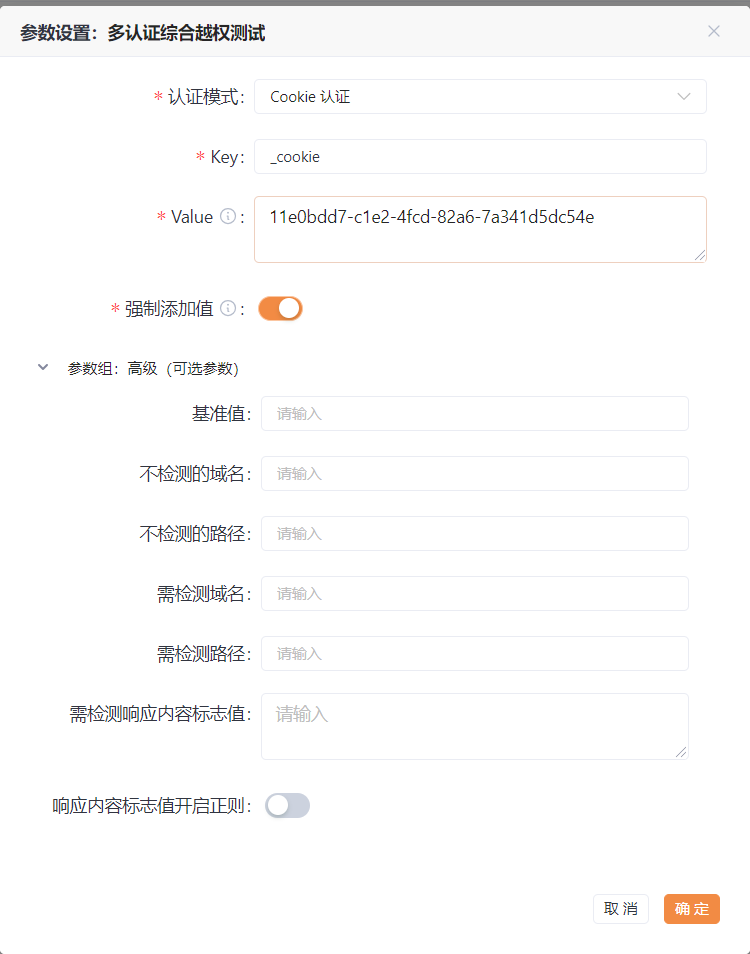 参数设置：多认证综合越权测试
* 认证模式：
Cookie 认证
* Key：
_cookie
* Value ：
11e0bdd7-c1e2-4fcd-82a6-7a341d5dc54e
* 强制添加值 ：
参数组：高级（可选参数）
基准值：
请输入
不检测的域名：
请输入
不检测的路径：
请输入
需检测域名：
请输入
需检测路径：
请输入
需检测响应内容标志值：
请输入
响应内容标志值开启正则：
取 消
确 定